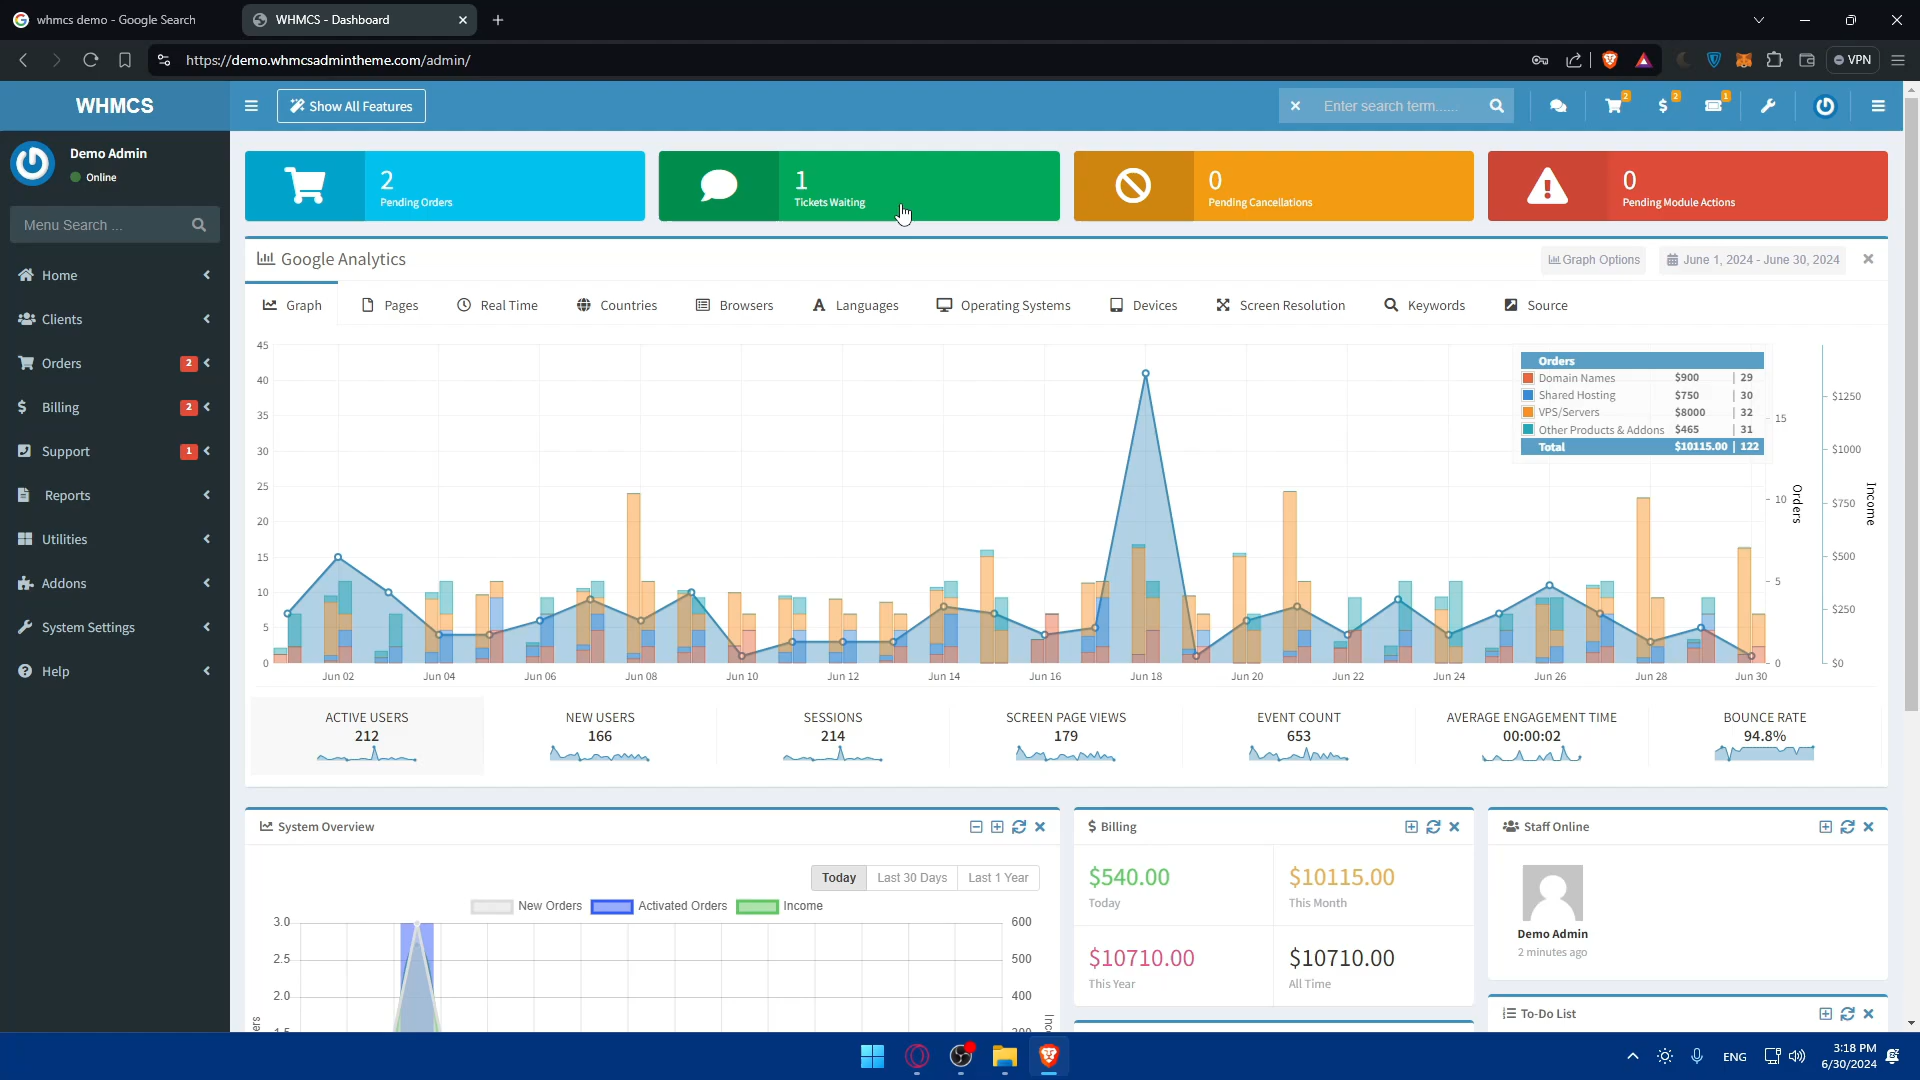 whmcs demo - Google Search
WHMCS - Dashboard
https://demo.whmcsadmintheme.com/admin/
VPN
WHMCS
Show All Features
Enter search term......
2
2
1
Demo Admin
Online
Menu Search ...
Home
Clients
Orders 2
Billing 2
Support 1
Reports
Utilities
Addons
System Settings
Help
2
Pending Orders
1
Tickets Waiting
0
Pending Cancellations
0
Pending Module Actions
Google Analytics
Graph Options
June 1, 2024 - June 30, 2024
Graph
Pages
Real Time
Countries
Browsers
Languages
Operating Systems
Devices
Screen Resolution
Keywords
Source
45
40
35
30
25
20
15
10
5
0
Orders
Domain Names $900 | 29
Shared Hosting $750 | 30
VPS/Servers $8000 | 32
Other Products & Addons $465 | 31
Total $10115.00 | 122
15
10
5
0
Orders
$1250
$1000
$750
$500
$250
$0
Income
Jun 02
Jun 04
Jun 06
Jun 08
Jun 10
Jun 12
Jun 14
Jun 16
Jun 18
Jun 20
Jun 22
Jun 24
Jun 26
Jun 28
Jun 30
ACTIVE USERS
212
NEW USERS
166
SESSIONS
214
SCREEN PAGE VIEWS
179
EVENT COUNT
653
AVERAGE ENGAGEMENT TIME
00:00:02
BOUNCE RATE
94.8%
System Overview
Today
Last 30 Days
Last 1 Year
New Orders
Activated Orders
Income
3.0
2.5
2.0
600
500
400
Billing
$540.00
Today
$10115.00
This Month
$10710.00
This Year
$10710.00
All Time
Staff Online
Demo Admin
2 minutes ago
To-Do List
ENG
3:18 PM
6/30/2024